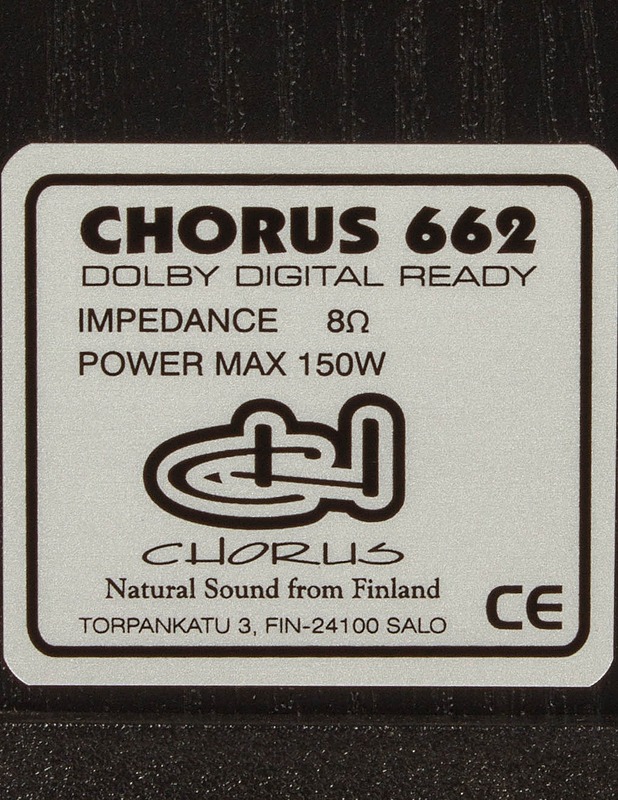 CHORUS 662
DOLBY DIGITAL READY
IMPEDANCE 8Ω
POWER MAX 150W
CHORUS
Natural Sound from Finland
TORPANKATU 3, FIN-24100 SALO
CE